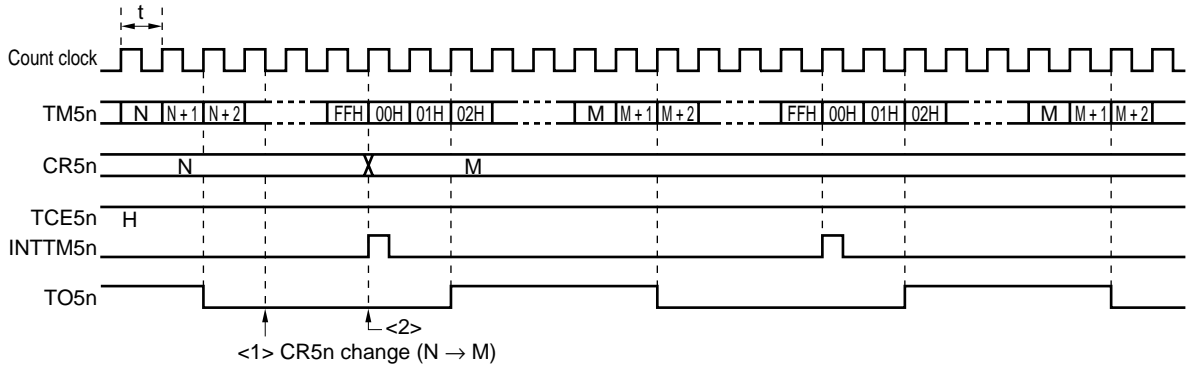 t
Count clock
TM5n N N + 1 N + 2 FFH 00H 01H 02H M M + 1 M + 2 FFH 00H 01H 02H M M + 1 M + 2
CR5n N M
TCE5n H
INTTM5n
TO5n
<2>
<1> CR5n change (N → M)